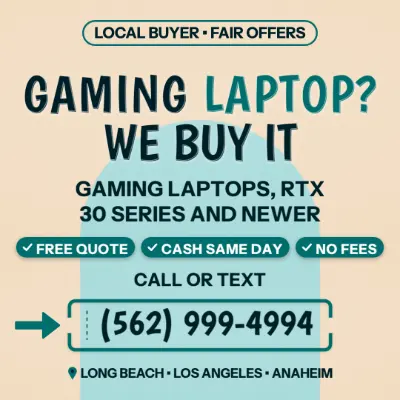 LOCAL BUYER • FAIR OFFERS
GAMING LAPTOP?
WE BUY IT
GAMING LAPTOPS, RTX
30 SERIES AND NEWER
✓ FREE QUOTE ✓ CASH SAME DAY ✓ NO FEES
CALL OR TEXT
(562) 999-4994
LONG BEACH • LOS ANGELES • ANAHEIM